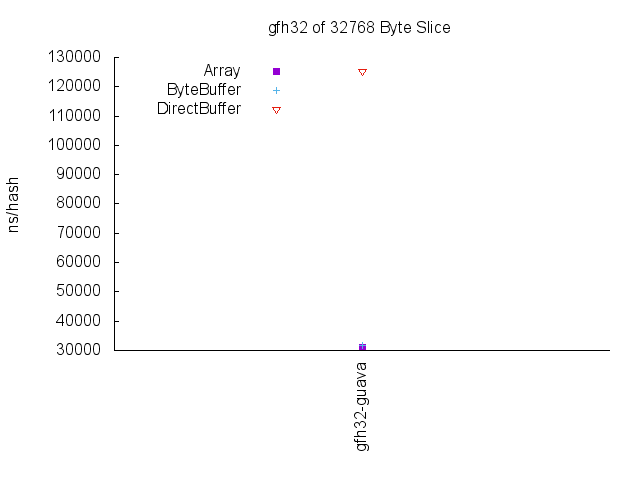 gfh32 of 32768 Byte Slice
130000
120000
110000
100000
90000
80000
70000
60000
50000
40000
30000
Array
ByteBuffer
DirectBuffer
ns/hash
gfh32-guava